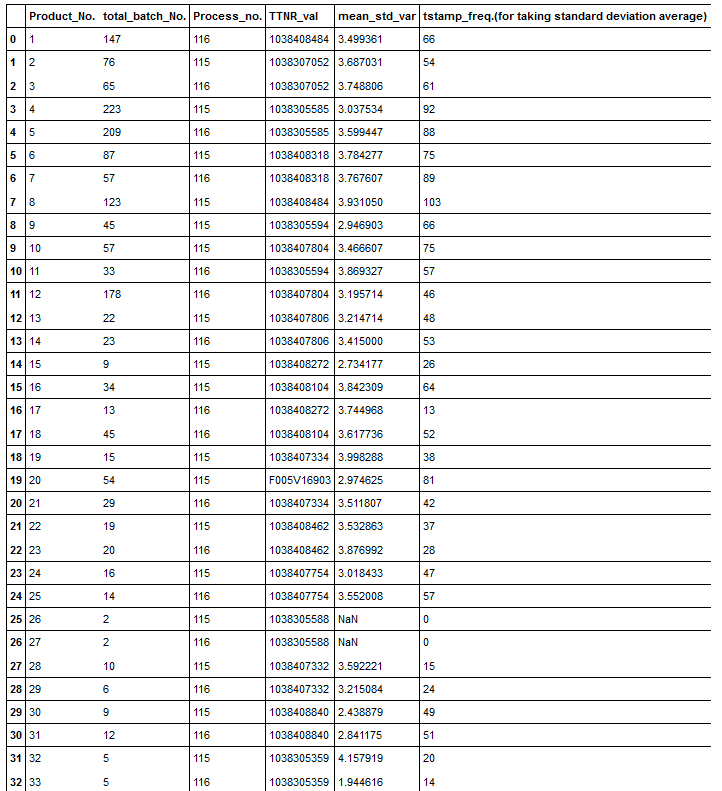 Product_No. total_batch_No. Process_no. TTNR_val mean_std_var tstamp_freq.(for taking standard deviation average)
0 1 147 116 1038408484 3.499361 66
1 2 76 115 1038307052 3.687031 54
2 3 65 116 1038307052 3.748806 61
3 4 223 115 1038305585 3.037534 92
4 5 209 116 1038305585 3.599447 88
5 6 87 115 1038408318 3.784277 75
6 7 57 116 1038408318 3.767607 89
7 8 123 115 1038408484 3.931050 103
8 9 45 115 1038305594 2.946903 66
9 10 57 115 1038407804 3.466607 75
10 11 33 116 1038305594 3.869327 57
11 12 178 116 1038407804 3.195714 46
12 13 22 115 1038407806 3.214714 48
13 14 23 116 1038407806 3.415000 53
14 15 9 115 1038408272 2.734177 26
15 16 34 115 1038408104 3.842309 64
16 17 13 116 1038408272 3.744968 13
17 18 45 116 1038408104 3.617736 52
18 19 15 115 1038407334 3.998288 38
19 20 54 115 F005V16903 2.974625 81
20 21 29 116 1038407334 3.511807 42
21 22 19 115 1038408462 3.532863 37
22 23 20 116 1038408462 3.876992 28
23 24 16 115 1038407754 3.018433 47
24 25 14 116 1038407754 3.552008 57
25 26 2 115 1038305588 NaN 0
26 27 2 116 1038305588 NaN 0
27 28 10 115 1038407332 3.592221 15
28 29 6 116 1038407332 3.215084 24
29 30 9 115 1038408840 2.438879 49
30 31 12 116 1038408840 2.841175 51
31 32 5 115 1038305359 4.157919 20
32 33 5 116 1038305359 1.944616 14